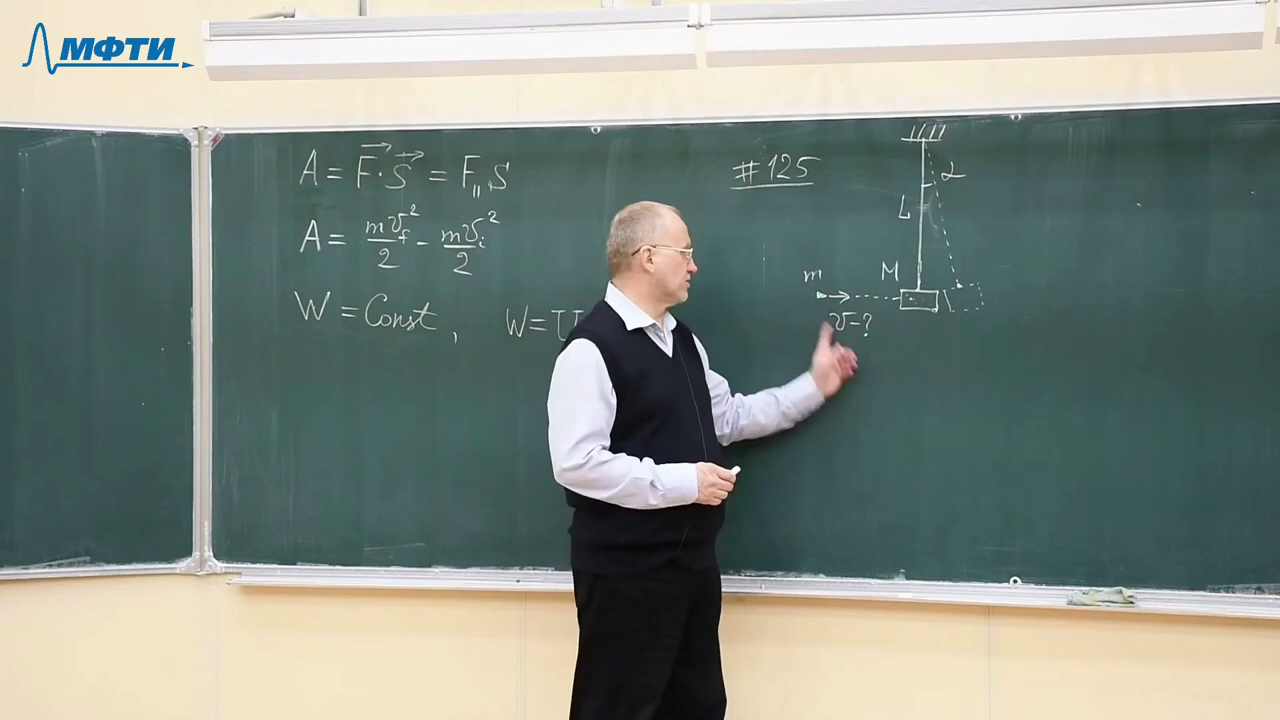 МФТИ
A = F⃗·S⃗ = F∥·S
A = mv_f²/2 - mv_i²/2
W = Const, W = U
#125
α
L
M
m
v-?